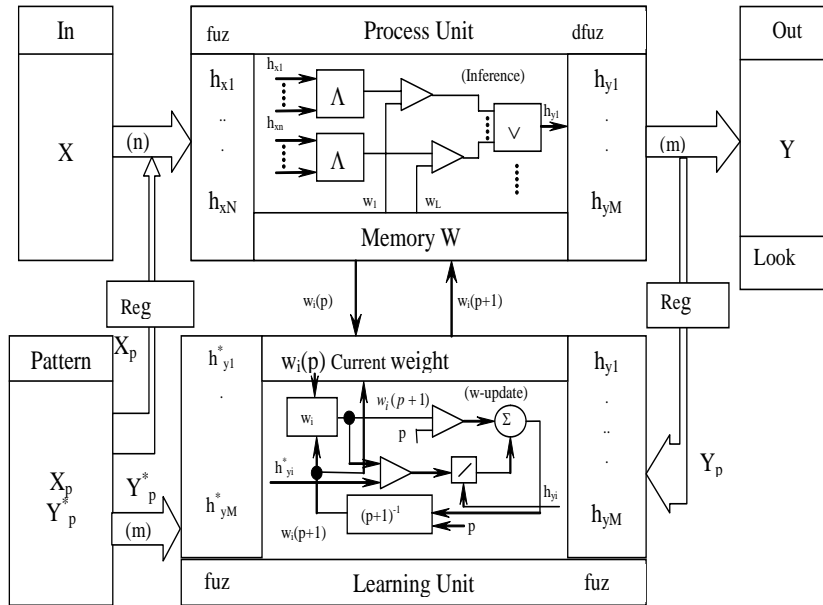 In
fuz
Process Unit
dfuz
Out
h_x1
..
.
h_xN
h_x1
h_xn
Λ
Λ
(Inference)
∨
h_y1
w_1
w_L
h_y1
..
.
h_yM
X
(n)
(m)
Y
Memory W
Look
Reg
w_i(p)
w_i(p+1)
Reg
X_p
Pattern
h*_y1
.
h*_yM
w_i(p) Current weight
h_y1
.
..
.
h_yM
w_i
w_i(p+1)
(w-update)
Σ
p
h*_yi
/
h_yi
w_i(p+1)
(p+1)^-1
p
X_p
Y*_p
Y*_p
(m)
Y_p
fuz
Learning Unit
fuz